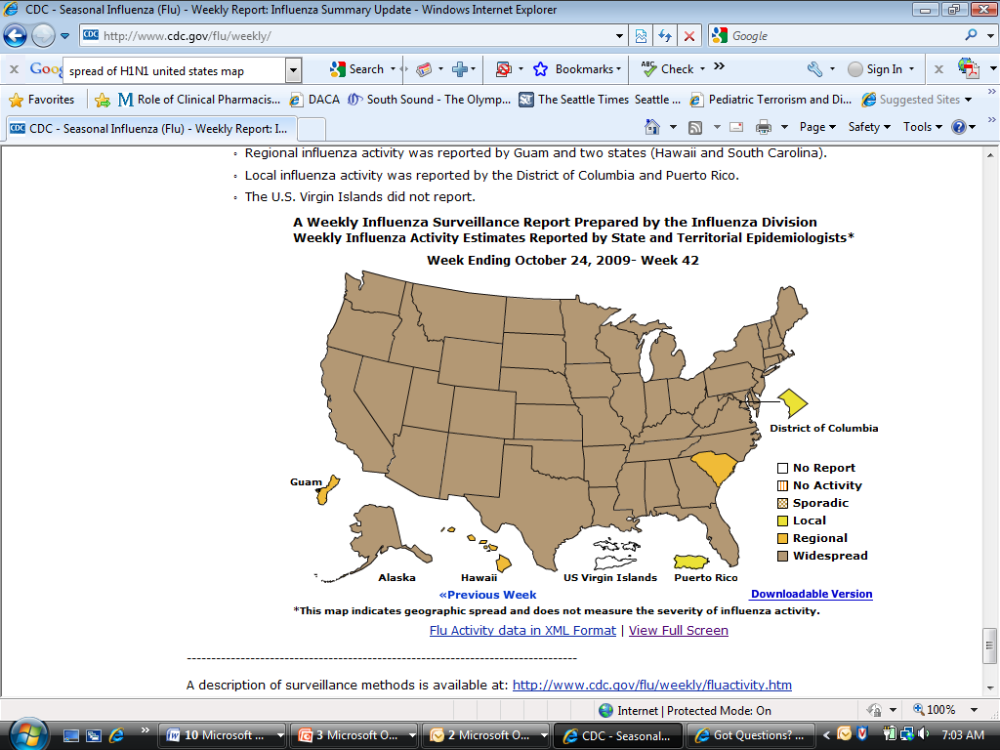 CDC - Seasonal Influenza (Flu) - Weekly Report: Influenza Summary Update - Windows Internet Explorer
CDC http://www.cdc.gov/flu/weekly/
Google
x Goo spread of H1N1 united states map Search Bookmarks ABC Check » Sign In x
Favorites M Role of Clinical Pharmacis... DACA South Sound - The Olymp... ST The Seattle Times Seattle ... Pediatric Terrorism and Di... Suggested Sites »
CDC CDC - Seasonal Influenza (Flu) - Weekly Report: I... Page Safety Tools »
Regional influenza activity was reported by Guam and two states (Hawaii and South Carolina).
Local influenza activity was reported by the District of Columbia and Puerto Rico.
The U.S. Virgin Islands did not report.
A Weekly Influenza Surveillance Report Prepared by the Influenza Division
Weekly Influenza Activity Estimates Reported by State and Territorial Epidemiologists*
Week Ending October 24, 2009- Week 42
District of Columbia
Guam
No Report
No Activity
Sporadic
Local
Regional
Widespread
Alaska Hawaii US Virgin Islands Puerto Rico
«Previous Week Downloadable Version
*This map indicates geographic spread and does not measure the severity of influenza activity.
Flu Activity data in XML Format | View Full Screen
--------------------------------------------------------------------------------
A description of surveillance methods is available at: http://www.cdc.gov/flu/weekly/fluactivity.htm
Internet | Protected Mode: On 100%
» 10 Microsoft ... 3 Microsoft O... 2 Microsoft O... CDC - Seasonal... Got Questions? ... < 7:03 AM